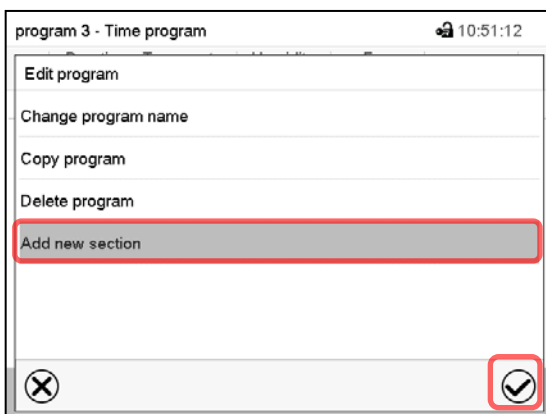 program 3 - Time program 10:51:12
Edit program
Change program name
Copy program
Delete program
Add new section